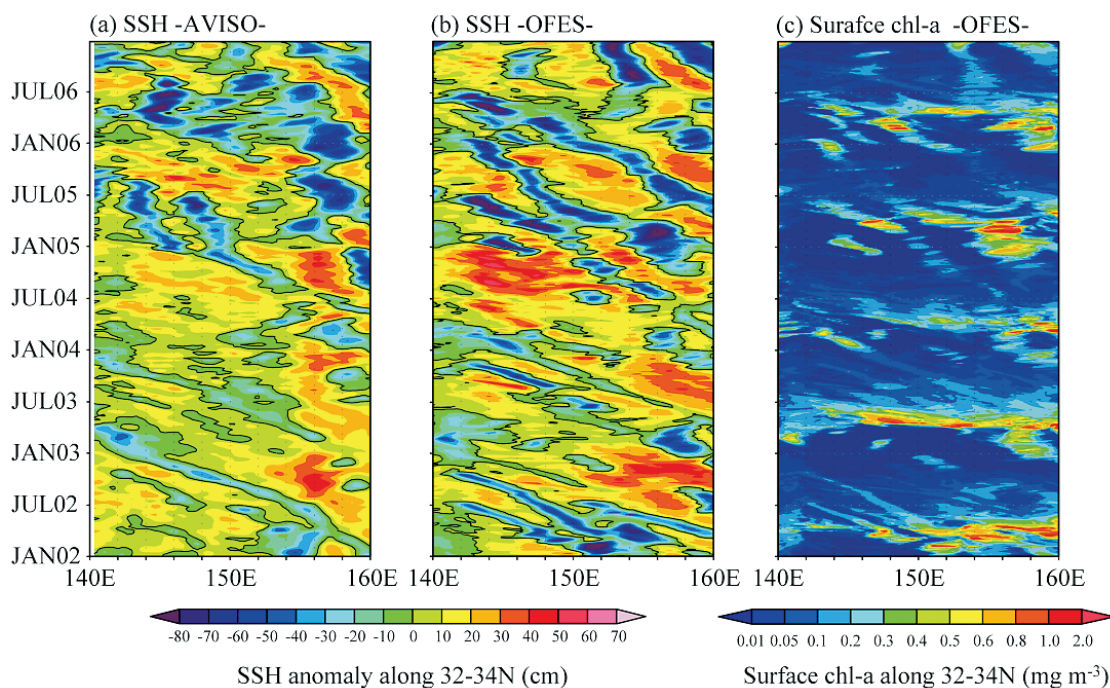 (a) SSH -AVISO-
(b) SSH -OFES-
(c) Surafce chl-a -OFES-
JUL06
JAN06
JUL05
JAN05
JUL04
JAN04
JUL03
JAN03
JUL02
JAN02
140E 150E 160E
140E 150E 160E
140E 150E 160E
-80 -70 -60 -50 -40 -30 -20 -10 0 10 20 30 40 50 60 70
0.01 0.05 0.1 0.2 0.3 0.4 0.5 0.6 0.8 1.0 2.0
SSH anomaly along 32-34N (cm)
Surface chl-a along 32-34N (mg m⁻³)